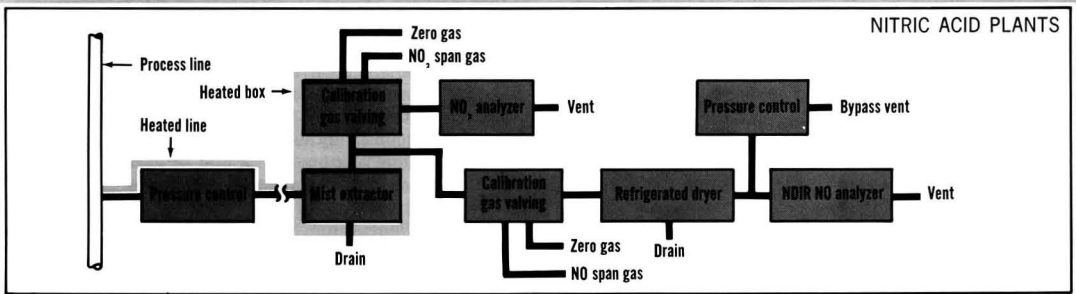 NITRIC ACID PLANTS
Zero gas
NO₂ span gas
Process line
Heated box
Calibration
gas valving
NO₂ analyzer
Vent
Pressure control
Bypass vent
Heated line
Pressure control
Mist extractor
Calibration
gas valving
Refrigerated dryer
NDIR NO analyzer
Vent
Drain
Zero gas
Drain
NO span gas